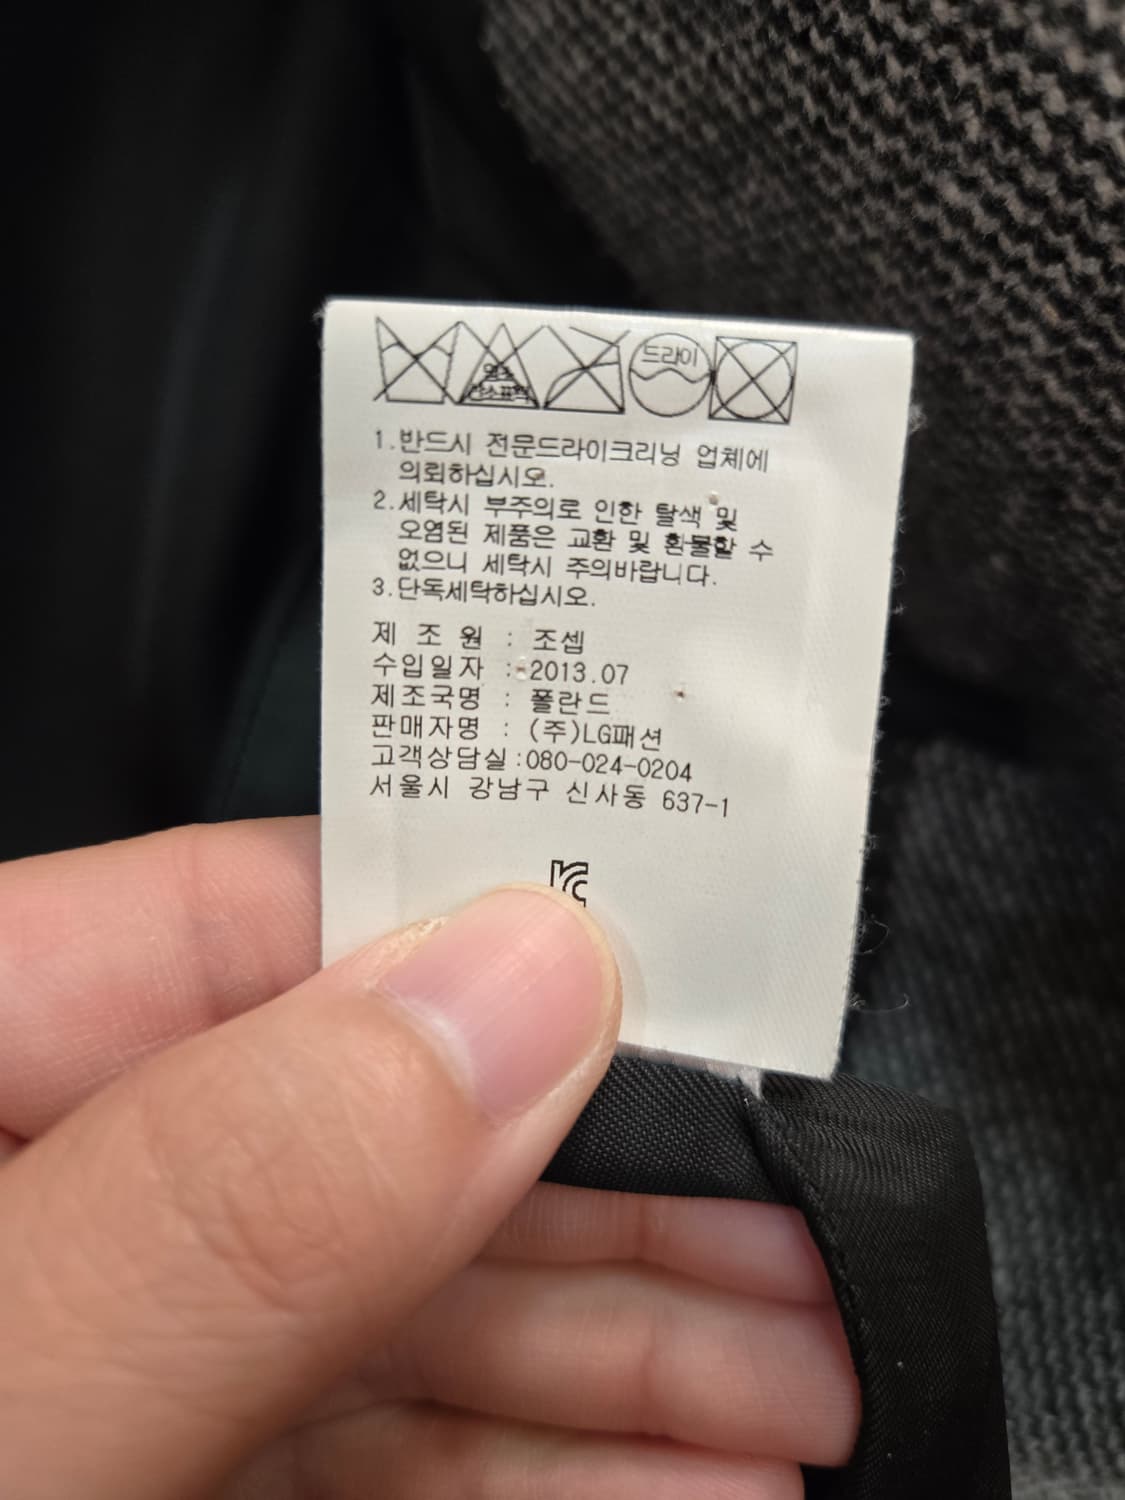 염소
산소표백
드라이
1.반드시 전문드라이크리닝 업체에
의뢰하십시오.
2.세탁시 부주의로 인한 탈색 및
오염된 제품은 교환 및 환불할 수
없으니 세탁시 주의바랍니다.
3.단독세탁하십시오.
제 조 원 : 조셉
수입일자 : 2013.07
제조국명 : 폴란드
판매자명 : (주)LG패션
고객상담실:080-024-0204
서울시 강남구 신사동 637-1